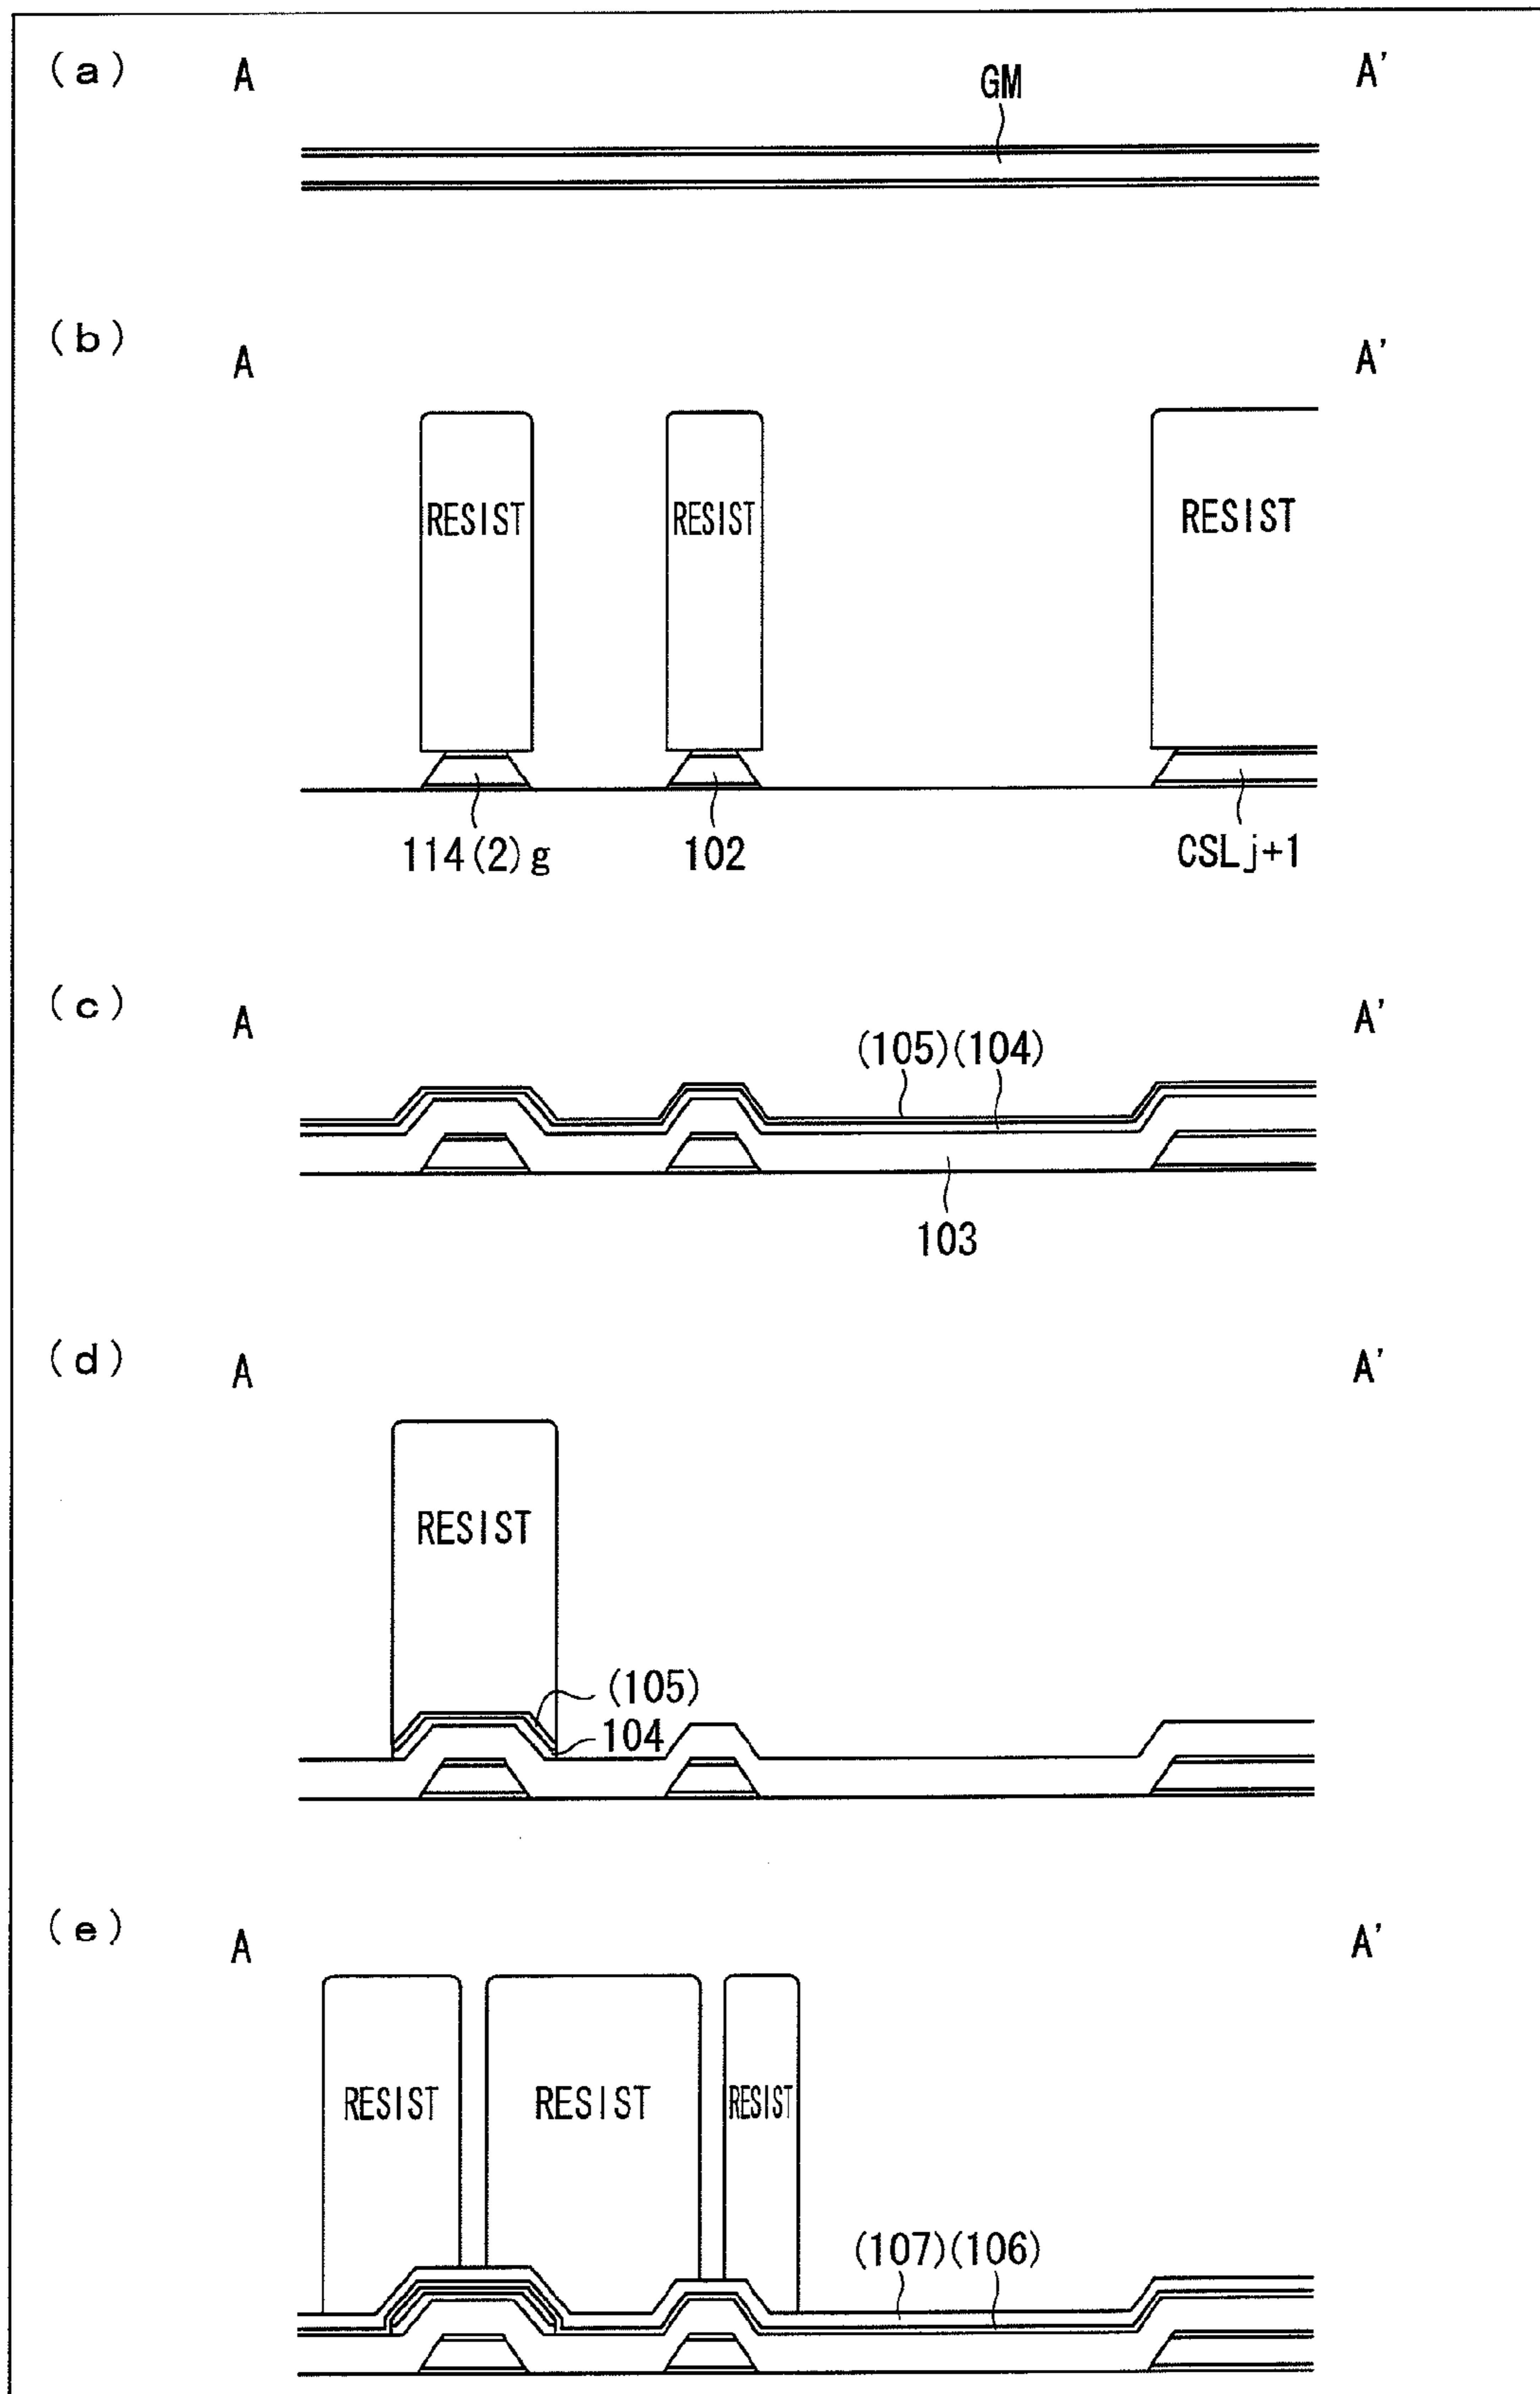 (a) A A'
GM
(b) A A'
RESIST RESIST RESIST
114(2)g 102 CSLj+1
(c) A A'
(105)(104)
103
(d) A A'
RESIST
(105)
104
(e) A A'
RESIST RESIST RESIST
(107)(106)